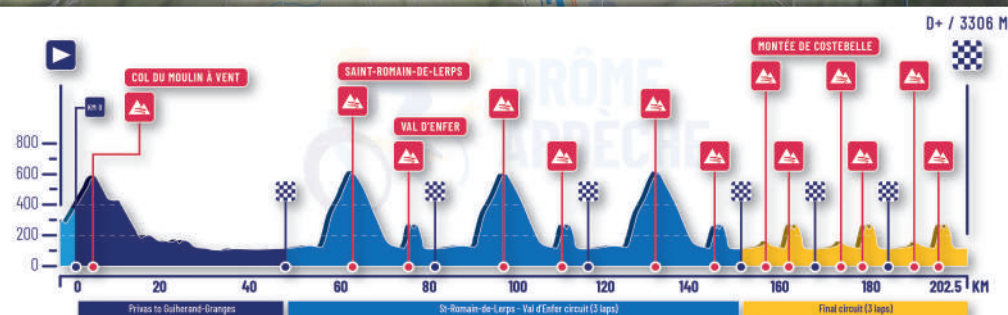 D+ / 3306 M
MONTÉE DE COSTEBELLE
SAINT-ROMAIN-DE-LERPS
COL DU MOULIN À VENT
DRÔME
ARDÈCHE
KM 0
VAL D'ENFER
800
600
400
200
0
0 20 40 60 80 100 120 140 160 180 202.5 KM
Privas to Guilherand-Granges St-Romain-de-Lerps - Val d'Enfer circuit (3 laps) Final circuit (3 laps)